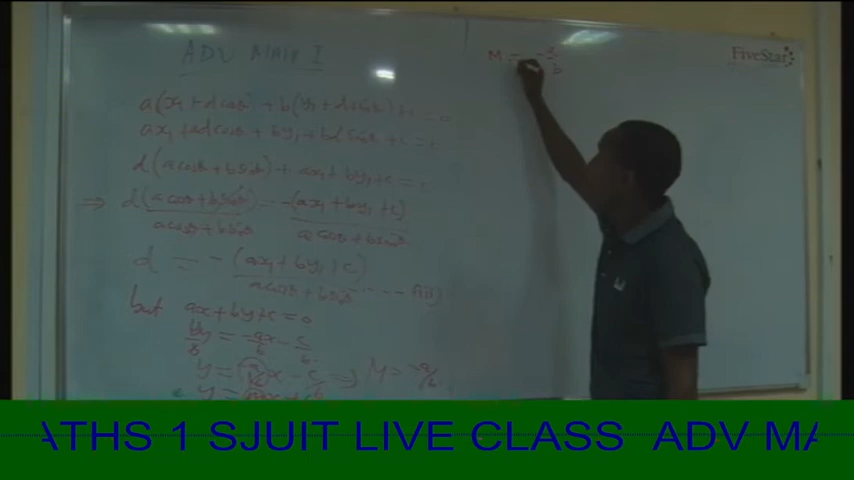 ADV MATH I
a(x₁ + d cosθ) + b(y₁ + d sinθ) + c = 0
ax₁ + ad cosθ + by₁ + bd sinθ + c = 0
d(a cosθ + b sinθ) + ax₁ + by₁ + c = 0
⇒ d(a cosθ + b sinθ)/(a cosθ + b sinθ) = -(ax₁ + by₁ + c)/(a cosθ + b sinθ)
d = -(ax₁ + by₁ + c)/(a cosθ + b sinθ) ----- (iii)
but ax + by + c = 0
by/b = -ax/b - c/b
y = (-a/b)x - c/b ⇒ M = -a/b
M = -a/b
FiveStar
ATHS 1 SJUIT LIVE CLASS ADV MA